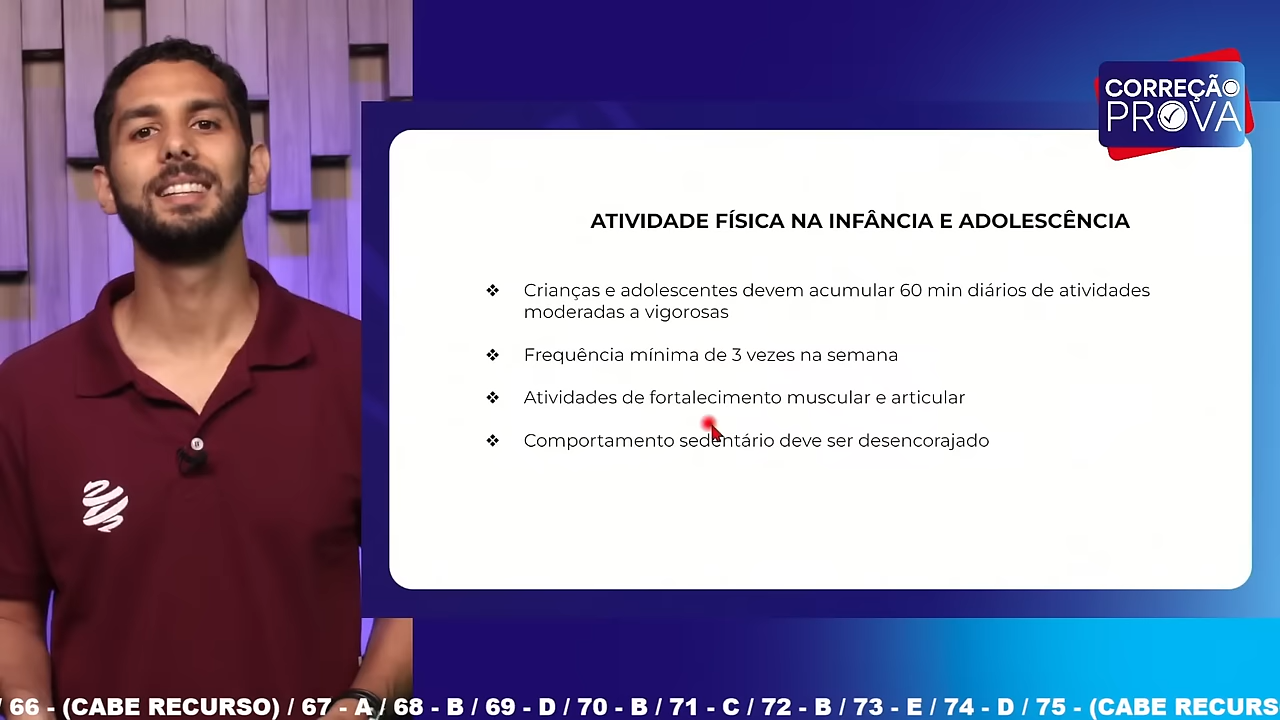 CORREÇÃO
PROVA
ATIVIDADE FÍSICA NA INFÂNCIA E ADOLESCÊNCIA
❖ Crianças e adolescentes devem acumular 60 min diários de atividades
moderadas a vigorosas
❖ Frequência mínima de 3 vezes na semana
❖ Atividades de fortalecimento muscular e articular
❖ Comportamento sedentário deve ser desencorajado
/ 66 - (CABE RECURSO) / 67 - A / 68 - B / 69 - D / 70 - B / 71 - C / 72 - B / 73 - E / 74 - D / 75 - (CABE RECURS